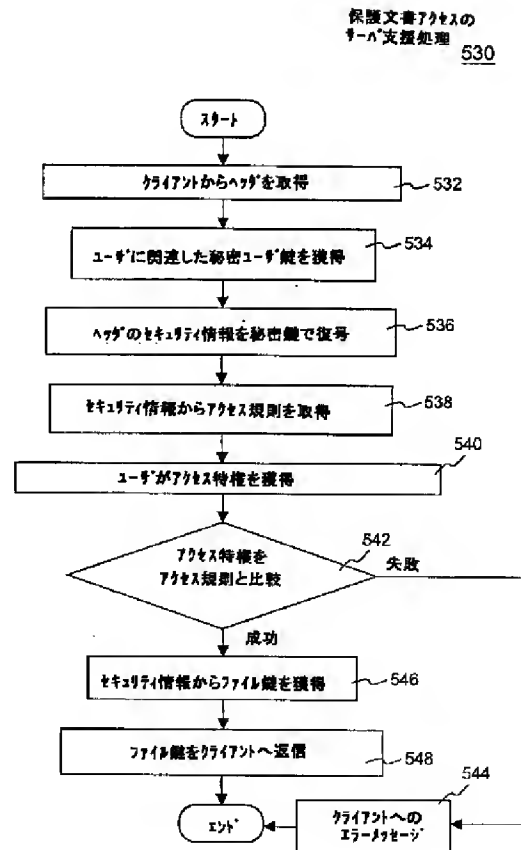 保護文書アクセスの
サーバ支援処理
530
スタート
クライアントからヘッダを取得
532
ユーザに関連した秘密ユーザ鍵を獲得
534
ヘッダのセキュリティ情報を秘密鍵で復号
536
セキュリティ情報からアクセス規則を取得
538
540
ユーザがアクセス特権を獲得
アクセス特権を
アクセス規則と比較
542
失敗
成功
セキュリティ情報からファイル鍵を獲得
546
ファイル鍵をクライアントへ返信
548
544
エンド
クライアントへの
エラーメッセージ